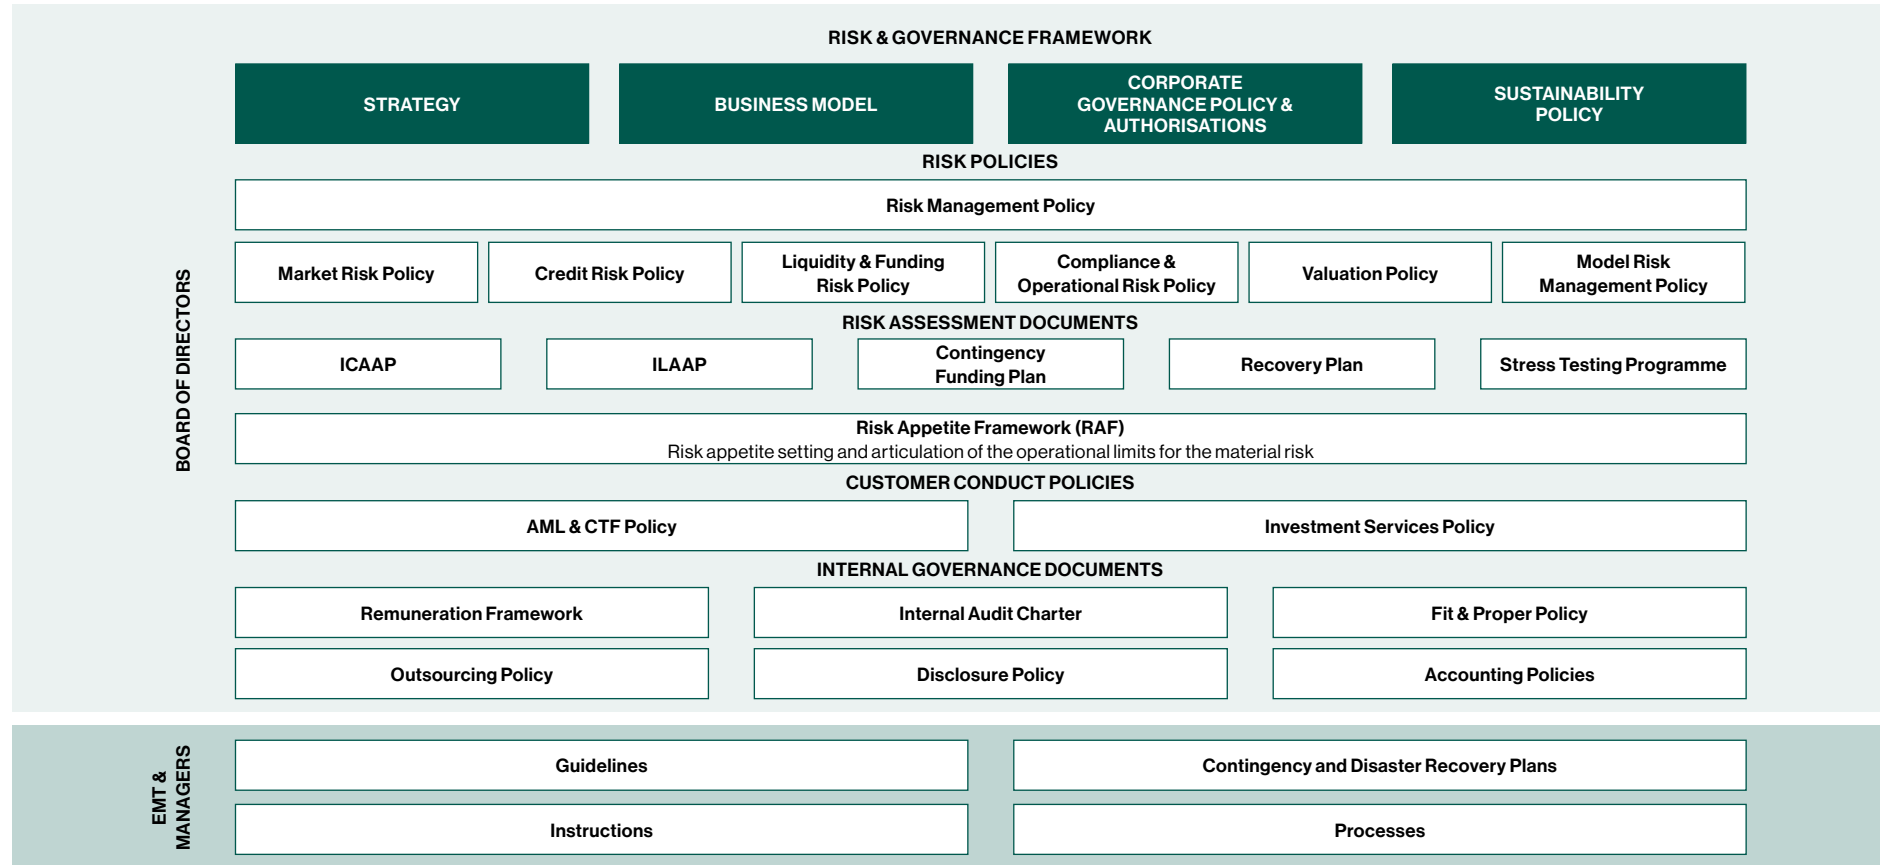 RISK & GOVERNANCE FRAMEWORK
STRATEGY
BUSINESS MODEL
CORPORATE
GOVERNANCE POLICY &
AUTHORISATIONS
SUSTAINABILITY
POLICY
RISK POLICIES
Risk Management Policy
Market Risk Policy
Credit Risk Policy
Liquidity & Funding
Risk Policy
Compliance &
Operational Risk Policy
Valuation Policy
Model Risk
Management Policy
RISK ASSESSMENT DOCUMENTS
ICAAP
ILAAP
Contingency
Funding Plan
Recovery Plan
Stress Testing Programme
Risk Appetite Framework (RAF)
Risk appetite setting and articulation of the operational limits for the material risk
CUSTOMER CONDUCT POLICIES
AML & CTF Policy
Investment Services Policy
INTERNAL GOVERNANCE DOCUMENTS
Remuneration Framework
Internal Audit Charter
Fit & Proper Policy
Outsourcing Policy
Disclosure Policy
Accounting Policies
BOARD OF DIRECTORS
EMT &
MANAGERS
Guidelines
Contingency and Disaster Recovery Plans
Instructions
Processes